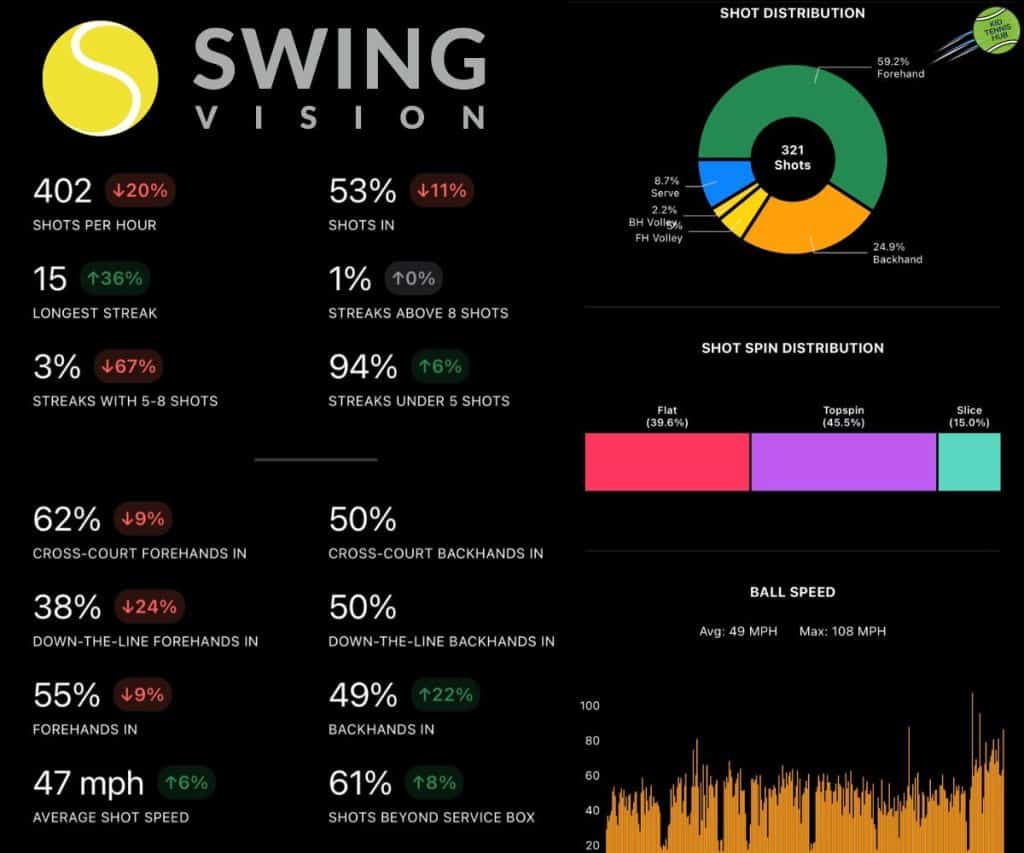 SWING
VISION
402 ↓20%
SHOTS PER HOUR
53% ↓11%
SHOTS IN
15 ↑36%
LONGEST STREAK
1% ↑0%
STREAKS ABOVE 8 SHOTS
3% ↓67%
STREAKS WITH 5-8 SHOTS
94% ↑6%
STREAKS UNDER 5 SHOTS
62% ↓9%
CROSS-COURT FOREHANDS IN
50%
CROSS-COURT BACKHANDS IN
38% ↓24%
DOWN-THE-LINE FOREHANDS IN
50%
DOWN-THE-LINE BACKHANDS IN
55% ↓9%
FOREHANDS IN
49% ↑22%
BACKHANDS IN
47 mph ↑6%
AVERAGE SHOT SPEED
61% ↑8%
SHOTS BEYOND SERVICE BOX
SHOT DISTRIBUTION
KID
TENNIS
HUB
59.2%
Forehand
321
Shots
8.7%
Serve
2.2%
BH Volley
5%
FH Volley
24.9%
Backhand
SHOT SPIN DISTRIBUTION
Flat
(39.6%)
Topspin
(45.5%)
Slice
(15.0%)
BALL SPEED
Avg: 49 MPH Max: 108 MPH
100
80
60
40
20